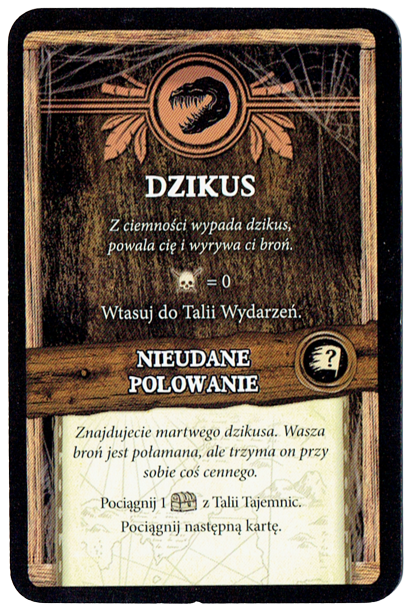 DZIKUS
Z ciemności wypada dzikus,
powala cię i wyrywa ci broń.
= 0
Wtasuj do Talii Wydarzeń.
NIEUDANE
POLOWANIE
?
Znajdujecie martwego dzikusa. Wasza
broń jest połamana, ale trzyma on przy
sobie coś cennego.
Pociągnij 1 z Talii Tajemnic.
Pociągnij następną kartę.